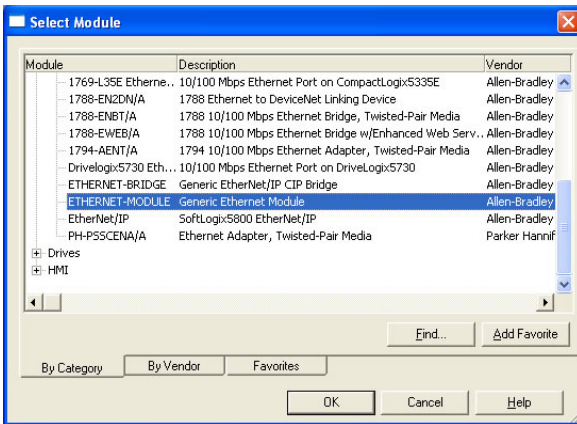 Select Module
Module Description Vendor
1769-L35E Etherne... 10/100 Mbps Ethernet Port on CompactLogix5335E Allen-Bradley
1788-EN2DN/A 1788 Ethernet to DeviceNet Linking Device Allen-Bradley
1788-ENBT/A 1788 10/100 Mbps Ethernet Bridge, Twisted-Pair Media Allen-Bradley
1788-EWEB/A 1788 10/100 Mbps Ethernet Bridge w/Enhanced Web Serv... Allen-Bradley
1794-AENT/A 1794 10/100 Mbps Ethernet Adapter, Twisted-Pair Media Allen-Bradley
Drivelogix5730 Eth... 10/100 Mbps Ethernet Port on DriveLogix5730 Allen-Bradley
ETHERNET-BRIDGE Generic EtherNet/IP CIP Bridge Allen-Bradley
ETHERNET-MODULE Generic Ethernet Module Allen-Bradley
EtherNet/IP SoftLogix5800 EtherNet/IP Allen-Bradley
PH-PSSCENA/A Ethernet Adapter, Twisted-Pair Media Parker Hannif
Drives
HMI
Find... Add Favorite
By Category By Vendor Favorites
OK Cancel Help